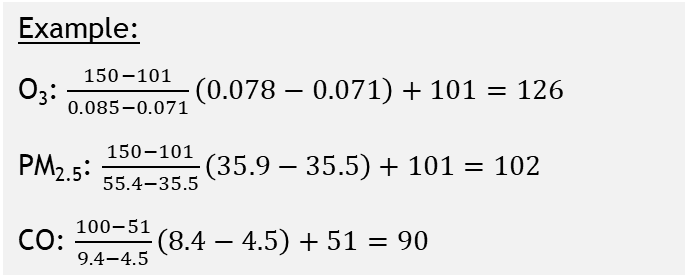 Example:
O₃: (150−101)/(0.085−0.071) (0.078 − 0.071) + 101 = 126
PM₂.₅: (150−101)/(55.4−35.5) (35.9 − 35.5) + 101 = 102
CO: (100−51)/(9.4−4.5) (8.4 − 4.5) + 51 = 90